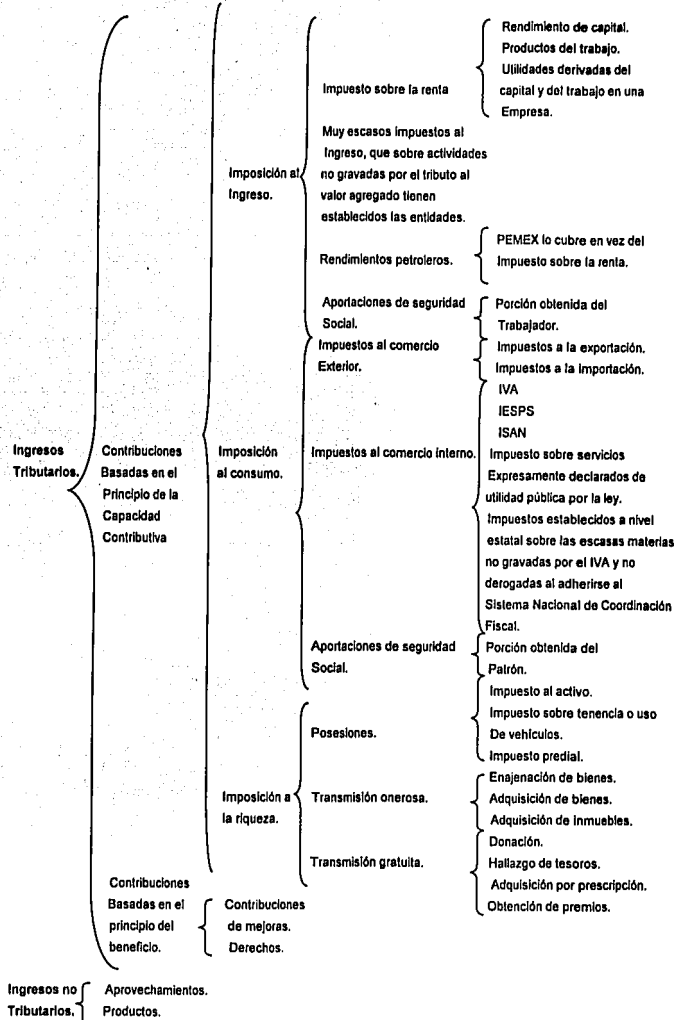 Rendimiento de capital.
Productos del trabajo.
Utilidades derivadas del
capital y del trabajo en una
Empresa.
Impuesto sobre la renta
Muy escasos impuestos al
Ingreso, que sobre actividades
no gravadas por el tributo al
valor agregado tienen
establecidos las entidades.
Imposición al
Ingreso.
Rendimientos petroleros.
PEMEX lo cubre en vez del
Impuesto sobre la renta.
Aportaciones de seguridad
Social.
Porción obtenida del
Trabajador.
Impuestos al comercio
Exterior.
Impuestos a la exportación.
Impuestos a la Importación.
Ingresos
Tributarios.
Contribuciones
Basadas en el
Principio de la
Capacidad
Contributiva
Imposición
al consumo.
Impuestos al comercio interno.
IVA
IESPS
ISAN
Impuesto sobre servicios
Expresamente declarados de
utilidad pública por la ley.
Impuestos establecidos a nivel
estatal sobre las escasas materias
no gravadas por el IVA y no
derogadas al adherirse al
Sistema Nacional de Coordinación
Fiscal.
Aportaciones de seguridad
Social.
Porción obtenida del
Patrón.
Imposición a
la riqueza.
Posesiones.
Impuesto al activo.
Impuesto sobre tenencia o uso
De vehículos.
Impuesto predial.
Transmisión onerosa.
Enajenación de bienes.
Adquisición de bienes.
Adquisición de inmuebles.
Transmisión gratuita.
Donación.
Hallazgo de tesoros.
Adquisición por prescripción.
Obtención de premios.
Contribuciones
Basadas en el
principio del
beneficio.
Contribuciones
de mejoras.
Derechos.
Ingresos no
Tributarios.
Aprovechamientos.
Productos.